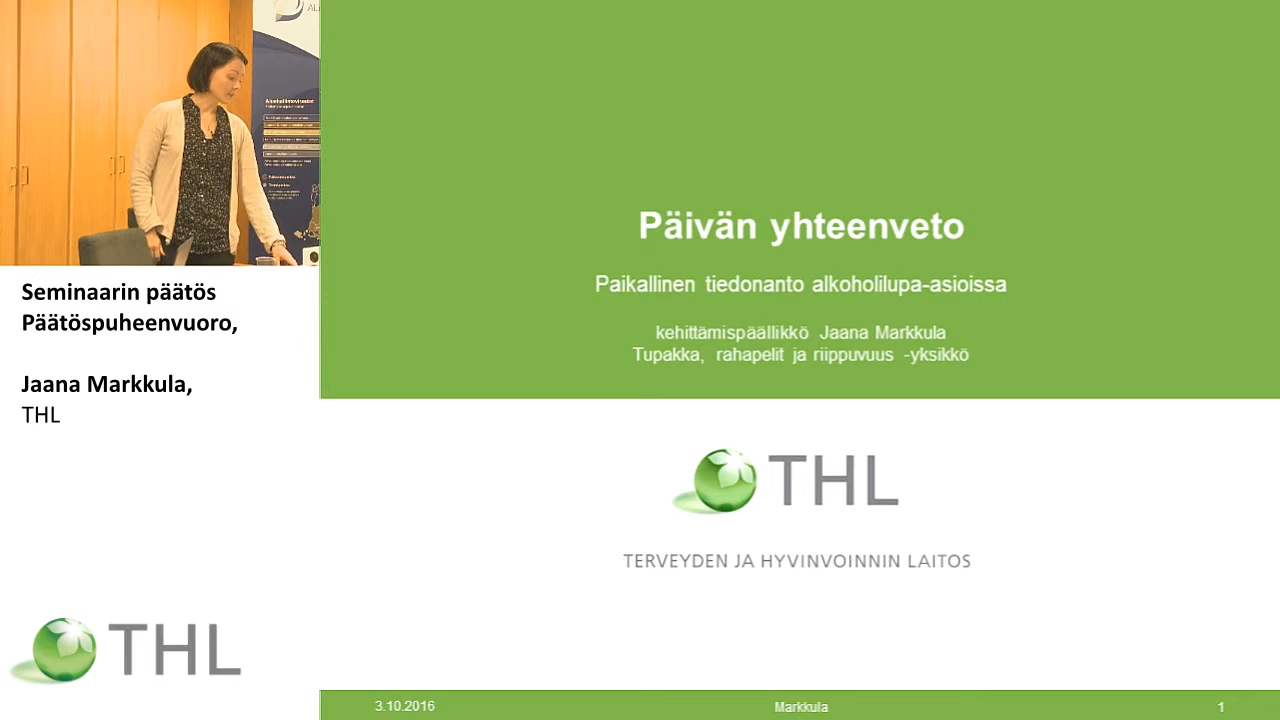 Aluehallintovirastot
Seminaarin päätös
Päätöspuheenvuoro,
Jaana Markkula,
THL
THL
Päivän yhteenveto
Paikallinen tiedonanto alkoholilupa-asioissa
kehittämispäällikkö Jaana Markkula
Tupakka, rahapelit ja riippuvuus -yksikkö
THL
TERVEYDEN JA HYVINVOINNIN LAITOS
3.10.2016
Markkula
1